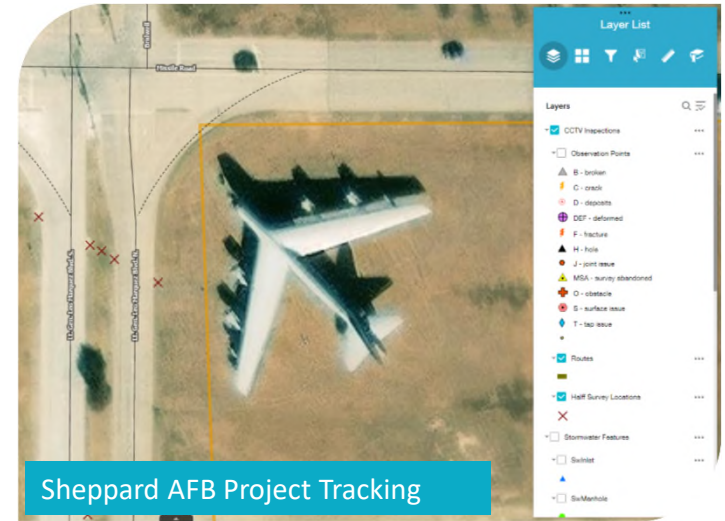 Layer List
Missile Road
Layers
CCTV Inspections
Observation Points
B - broken
C - crack
D - deposits
DEF - deformed
F - fracture
H - hole
J - joint issue
MSA - survey abandoned
O - obstacle
S - surface issue
T - tap issue
Routes
Halff Survey Locations
Stormwater Features
SwInlet
SwManhole
Sheppard AFB Project Tracking